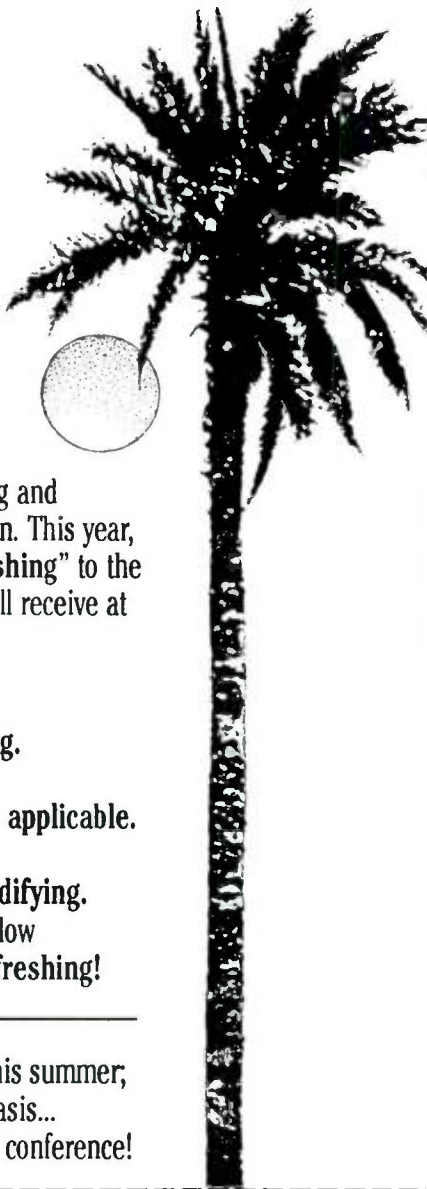 g and
n. This year,
shing” to the
ll receive at
g.
applicable.
difying.
low
freshing!
his summer;
asis...
conference!